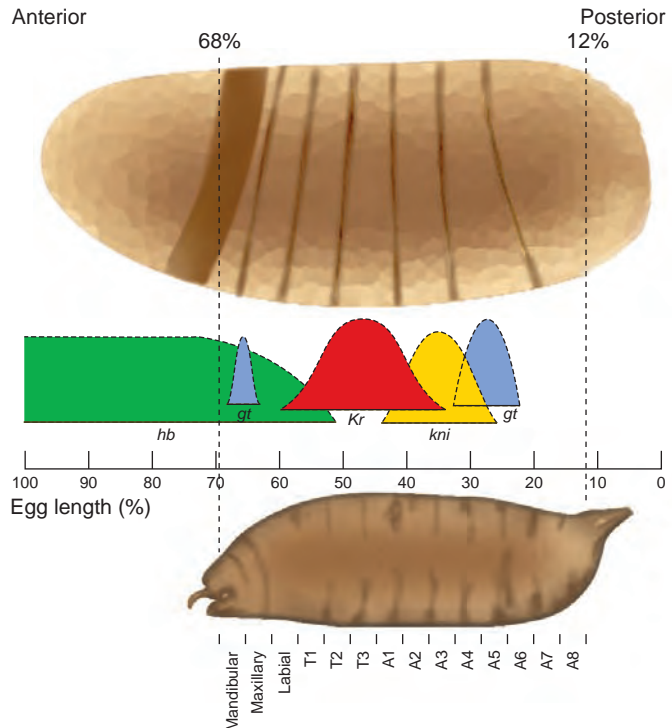 Anterior Posterior
68% 12%
gt gt
Kr
hb kni
100 90 80 70 60 50 40 30 20 10 0
Egg length (%)
Mandibular
Maxillary
Labial
T1
T2
T3
A1
A2
A3
A4
A5
A6
A7
A8